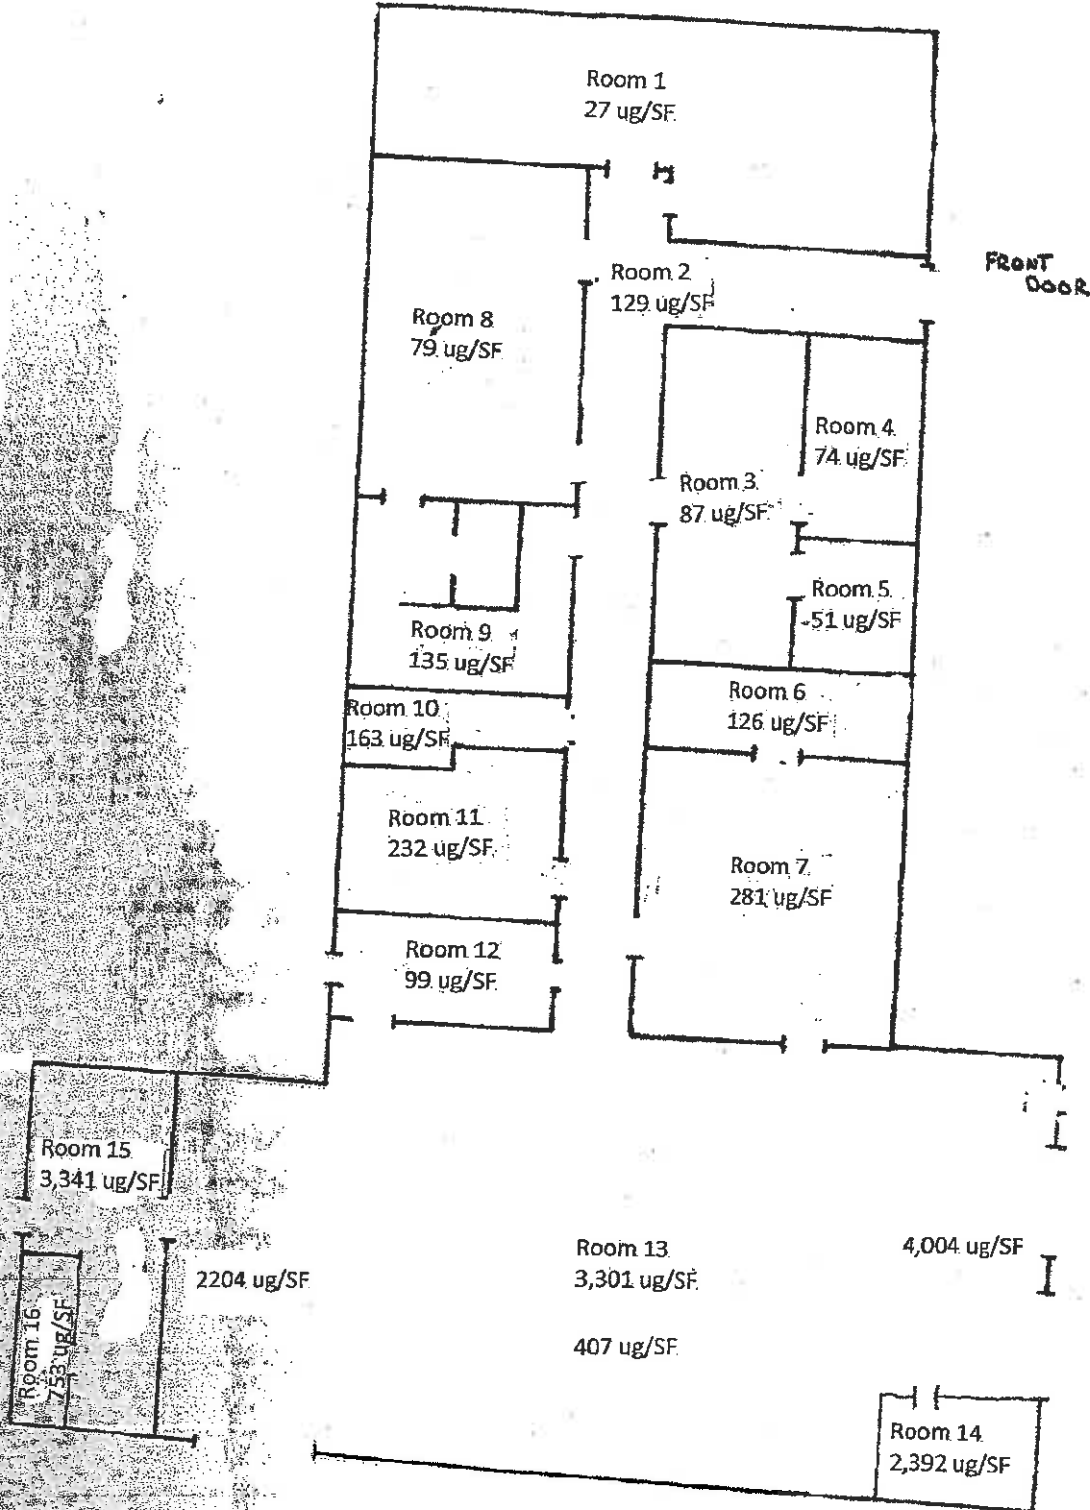 Room 1
27 ug/SF
FRONT
DOOR
Room 2
129 ug/SF
Room 8
79 ug/SF
Room 4
74 ug/SF
Room 3
87 ug/SF
Room 5
51 ug/SF
Room 9
135 ug/SF
Room 6
126 ug/SF
Room 10
163 ug/SF
Room 11
232 ug/SF
Room 7
281 ug/SF
Room 12
99 ug/SF
Room 15
3,341 ug/SF
Room 13
3,301 ug/SF
4,004 ug/SF
2204 ug/SF
407 ug/SF
Room 16
753 ug/SF
Room 14
2,392 ug/SF